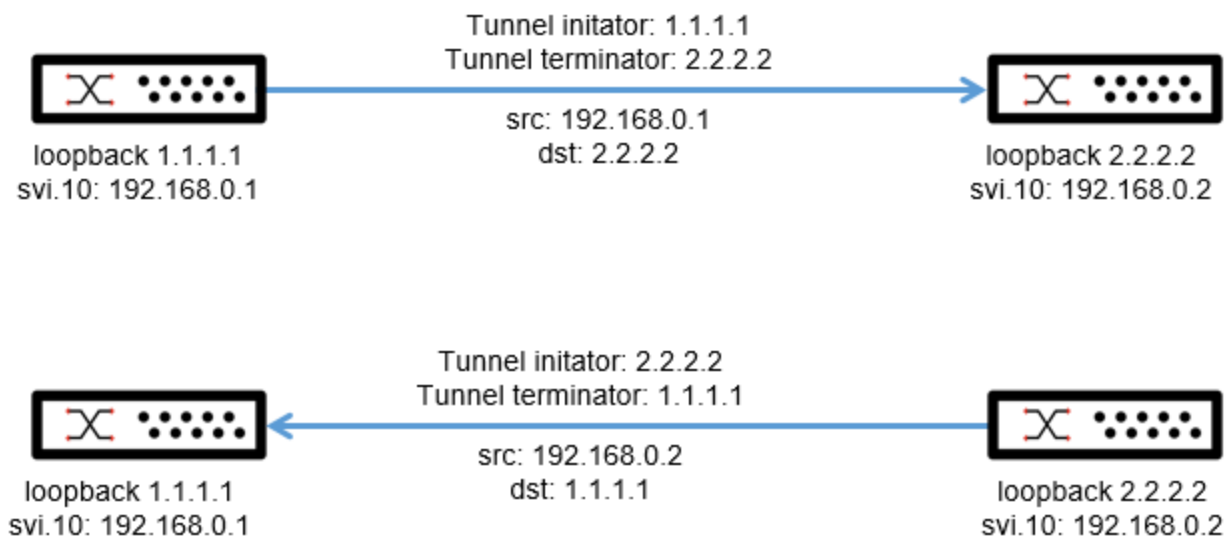 Tunnel initator: 1.1.1.1
Tunnel terminator: 2.2.2.2
src: 192.168.0.1
dst: 2.2.2.2
loopback 1.1.1.1
svi.10: 192.168.0.1
loopback 2.2.2.2
svi.10: 192.168.0.2
Tunnel initator: 2.2.2.2
Tunnel terminator: 1.1.1.1
src: 192.168.0.2
dst: 1.1.1.1
loopback 1.1.1.1
svi.10: 192.168.0.1
loopback 2.2.2.2
svi.10: 192.168.0.2